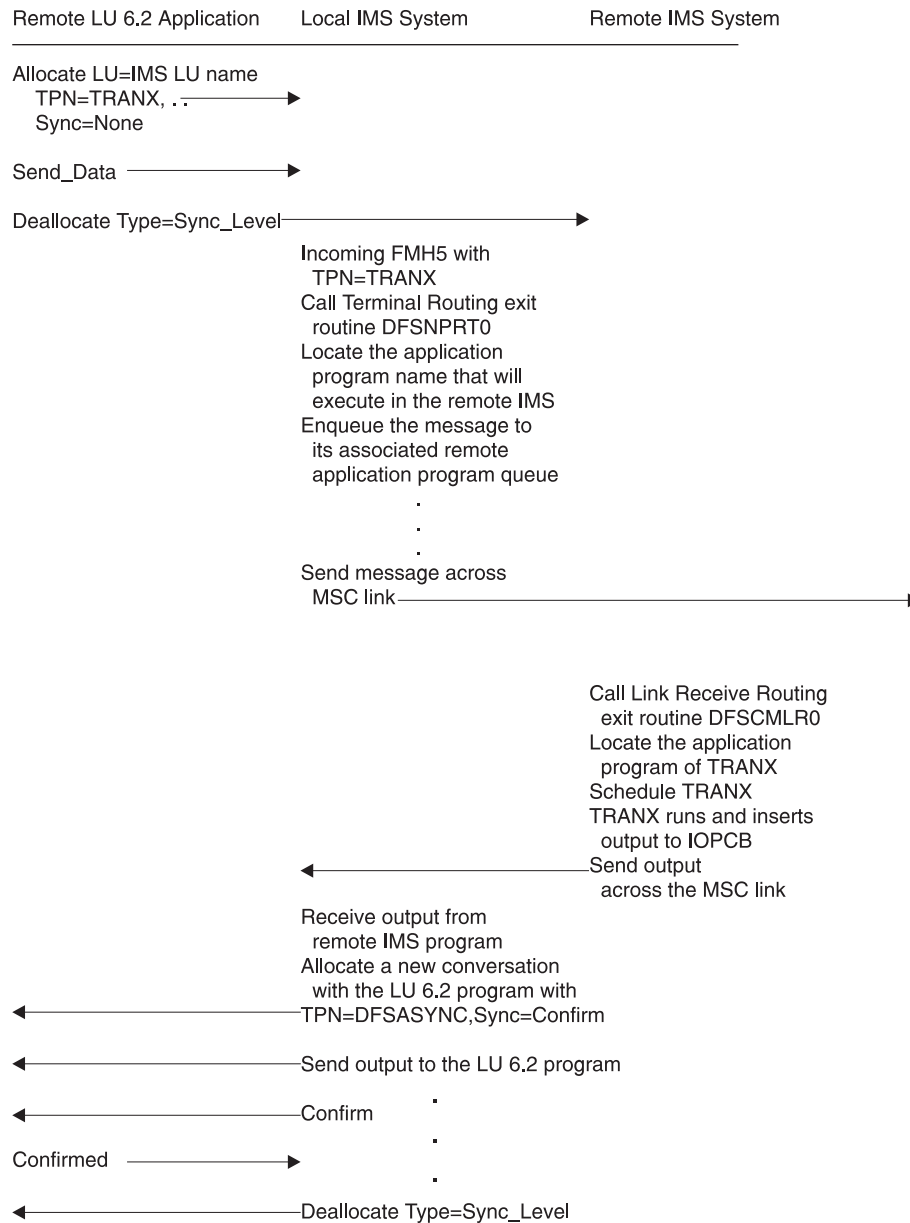 Remote LU 6.2 Application Local IMS System Remote IMS System
Allocate LU=IMS LU name
TPN=TRANX, . .
Sync=None
Send_Data
Deallocate Type=Sync_Level
Incoming FMH5 with
TPN=TRANX
Call Terminal Routing exit
routine DFSNPRT0
Locate the application
program name that will
execute in the remote IMS
Enqueue the message to
its associated remote
application program queue
.
.
.
Send message across
MSC link
Call Link Receive Routing
exit routine DFSCMLR0
Locate the application
program of TRANX
Schedule TRANX
TRANX runs and inserts
output to IOPCB
Send output
across the MSC link
Receive output from
remote IMS program
Allocate a new conversation
with the LU 6.2 program with
TPN=DFSASYNC,Sync=Confirm
Send output to the LU 6.2 program
.
Confirm
.
Confirmed
.
Deallocate Type=Sync_Level